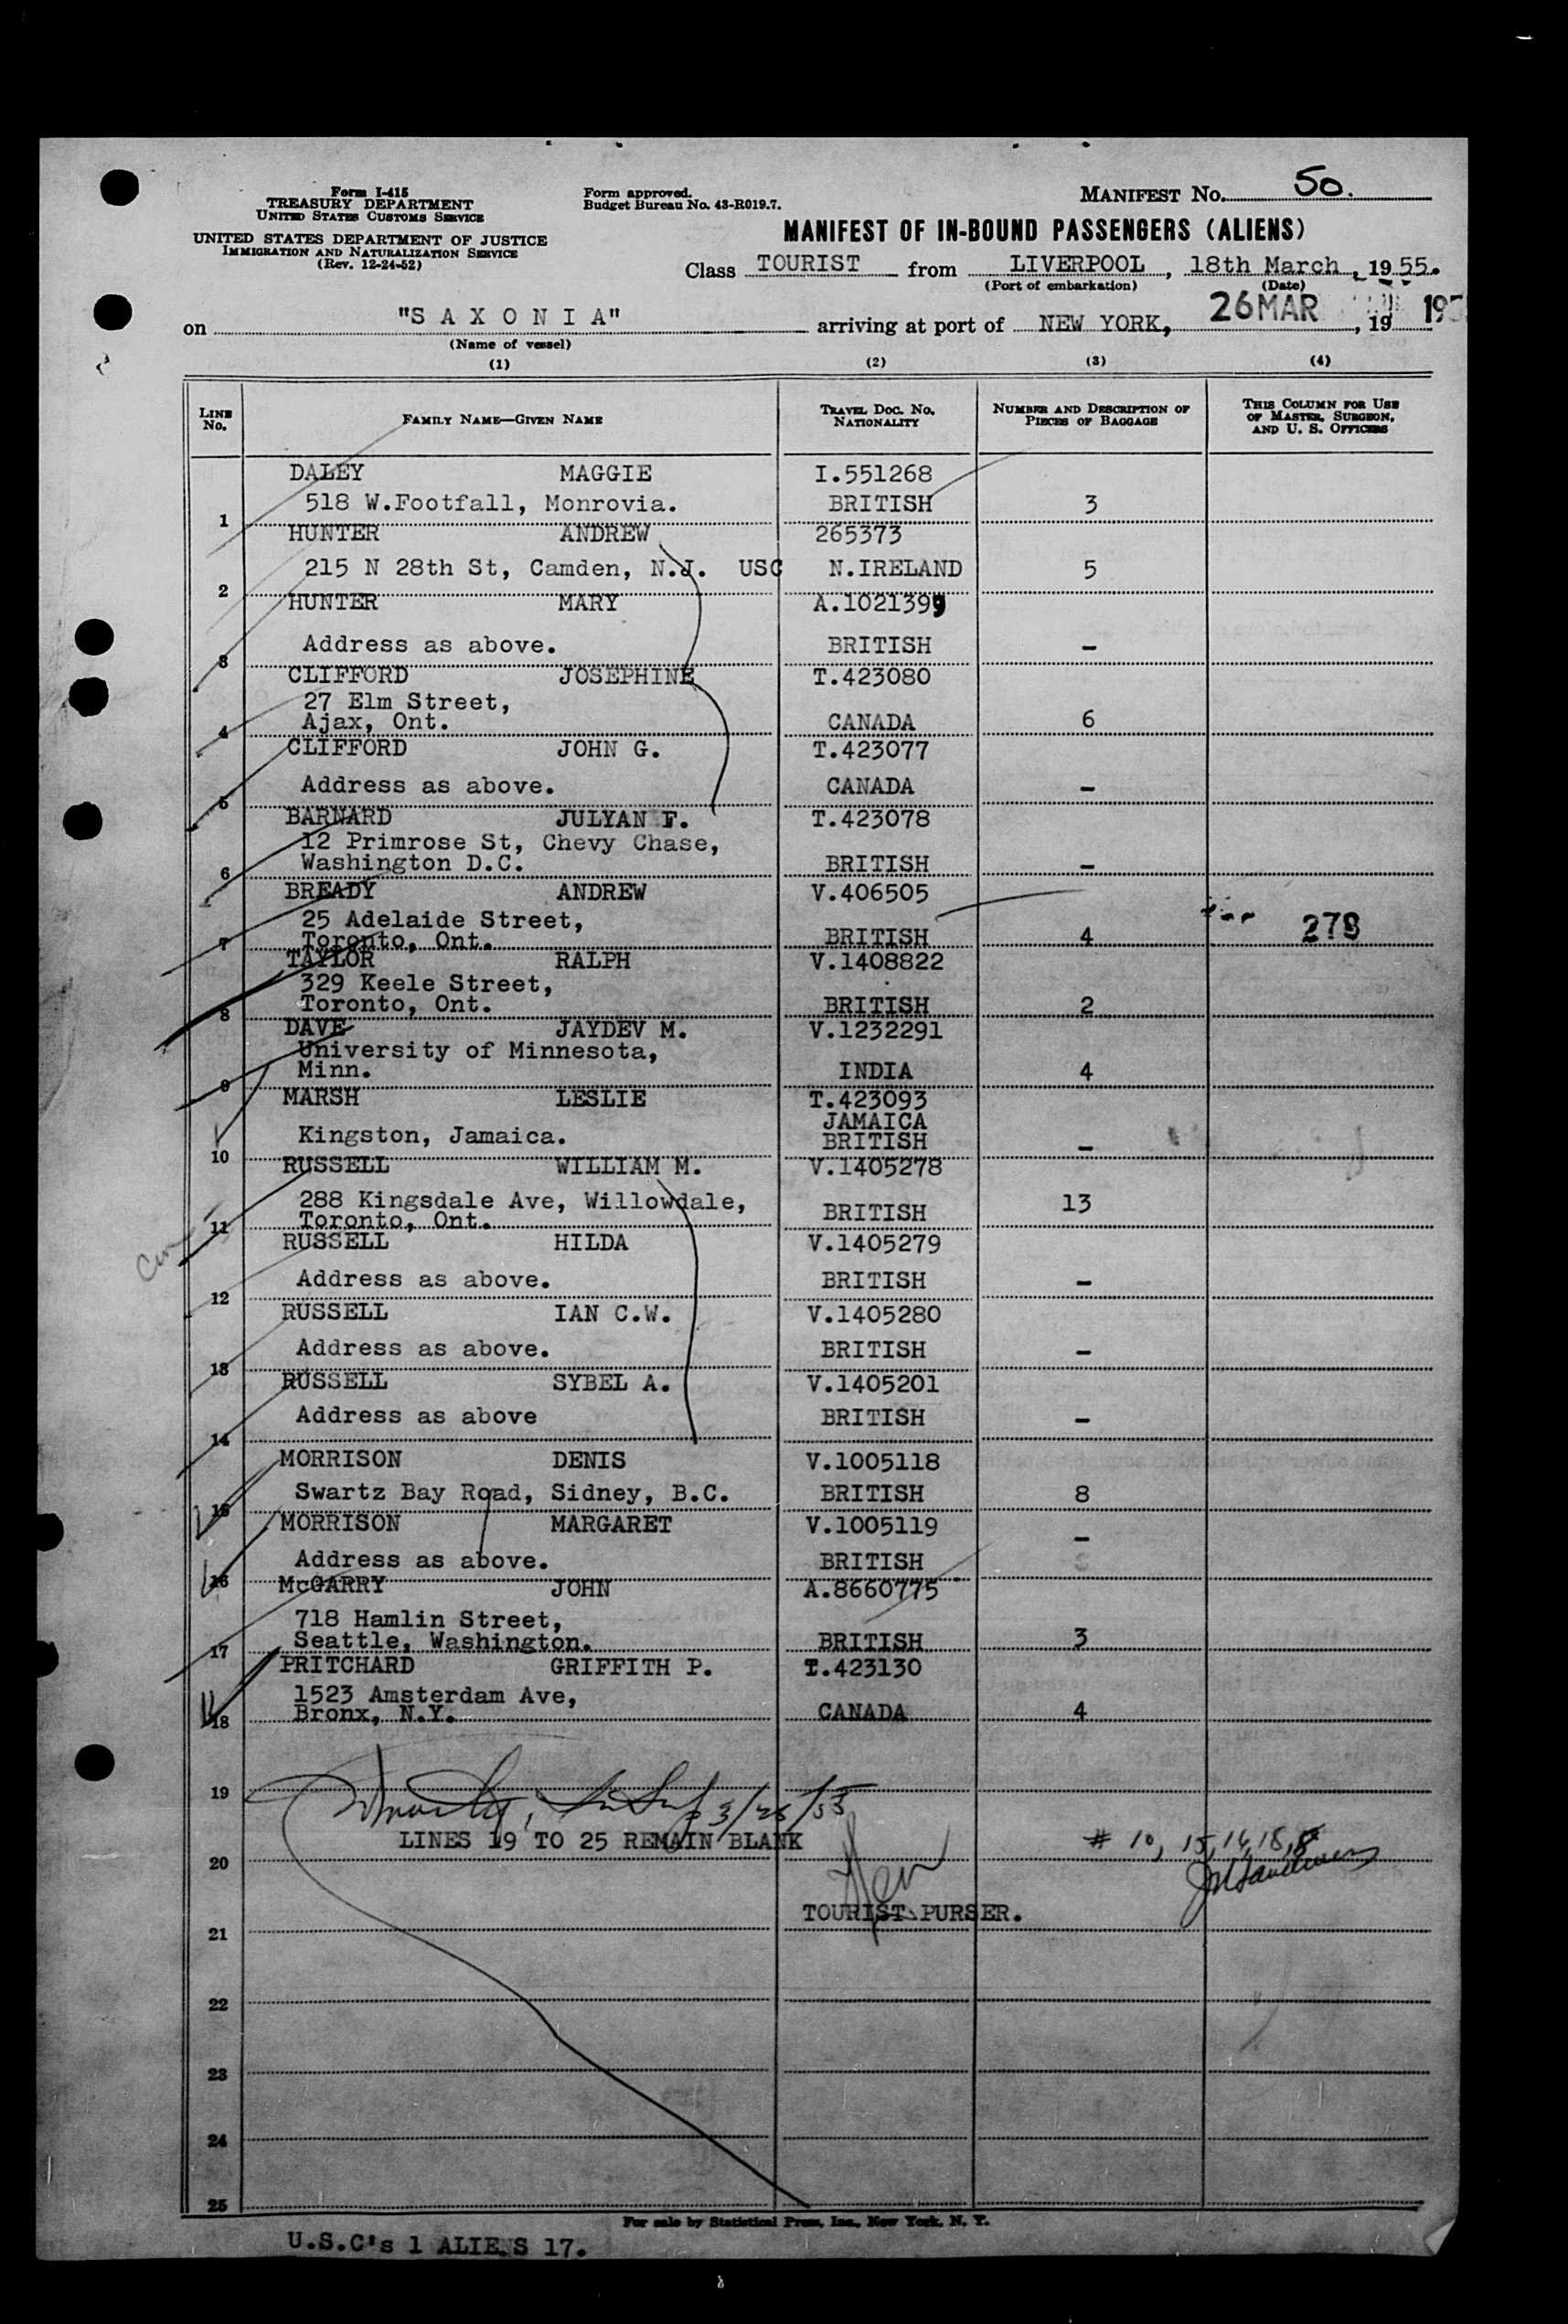 Form I-415
TREASURY DEPARTMENT
UNITED STATES CUSTOMS SERVICE
UNITED STATES DEPARTMENT OF JUSTICE
IMMIGRATION AND NATURALIZATION SERVICE
(Rev. 12-24-52)
Form approved.
Budget Bureau No. 43-R019.7.
MANIFEST No. 50.
MANIFEST OF IN-BOUND PASSENGERS (ALIENS)
Class TOURIST from LIVERPOOL, 18th March, 1955.
(Port of embarkation) (Date)
on "S A X O N I A" arriving at port of NEW YORK, 26 MAR, 19
(Name of vessel)
(1) (2) (3) (4)
LINE No. FAMILY NAME—GIVEN NAME TRAVEL DOC. No. NATIONALITY NUMBER AND DESCRIPTION OF PIECES OF BAGGAGE THIS COLUMN FOR USE OF MASTER, SURGEON, AND U. S. OFFICERS
DALEY MAGGIE I.551268
1 518 W.Footfall, Monrovia. BRITISH 3
HUNTER ANDREW 265373
2 215 N 28th St, Camden, N.J. USC N.IRELAND 5
HUNTER MARY A.1021399
3 Address as above. BRITISH -
CLIFFORD JOSEPHINE T.423080
27 Elm Street,
4 Ajax, Ont. CANADA 6
CLIFFORD JOHN G. T.423077
5 Address as above. CANADA -
BARNARD JULYAN F. T.423078
12 Primrose St, Chevy Chase,
6 Washington D.C. BRITISH -
BREADY ANDREW V.406505
25 Adelaide Street, 279
7 Toronto, Ont. BRITISH 4
TAYLOR RALPH V.1408822
329 Keele Street,
8 Toronto, Ont. BRITISH 2
DAVE JAYDEV M. V.1232291
University of Minnesota,
9 Minn. INDIA 4
MARSH LESLIE T.423093
JAMAICA
10 Kingston, Jamaica. BRITISH -
RUSSELL WILLIAM M. V.1405278
288 Kingsdale Ave, Willowdale, 13
11 Toronto, Ont. BRITISH
RUSSELL HILDA V.1405279
12 Address as above. BRITISH -
RUSSELL IAN C.W. V.1405280
13 Address as above. BRITISH -
RUSSELL SYBEL A. V.1405201
14 Address as above BRITISH -
MORRISON DENIS V.1005118
15 Swartz Bay Road, Sidney, B.C. BRITISH 8
MORRISON MARGARET V.1005119
16 Address as above. BRITISH -
McGARRY JOHN A.8660775
718 Hamlin Street,
17 Seattle, Washington. BRITISH 3
PRITCHARD GRIFFITH P. T.423130
1523 Amsterdam Ave,
18 Bronx, N.Y. CANADA 4
19
LINES 19 TO 25 REMAIN BLANK # 10, 15, 16, 18, 8
20
TOURIST PURSER.
21
22
23
24
25
For sale by Statistical Press, Inc., New York, N. Y.
U.S.C's 1 ALIENS 17.